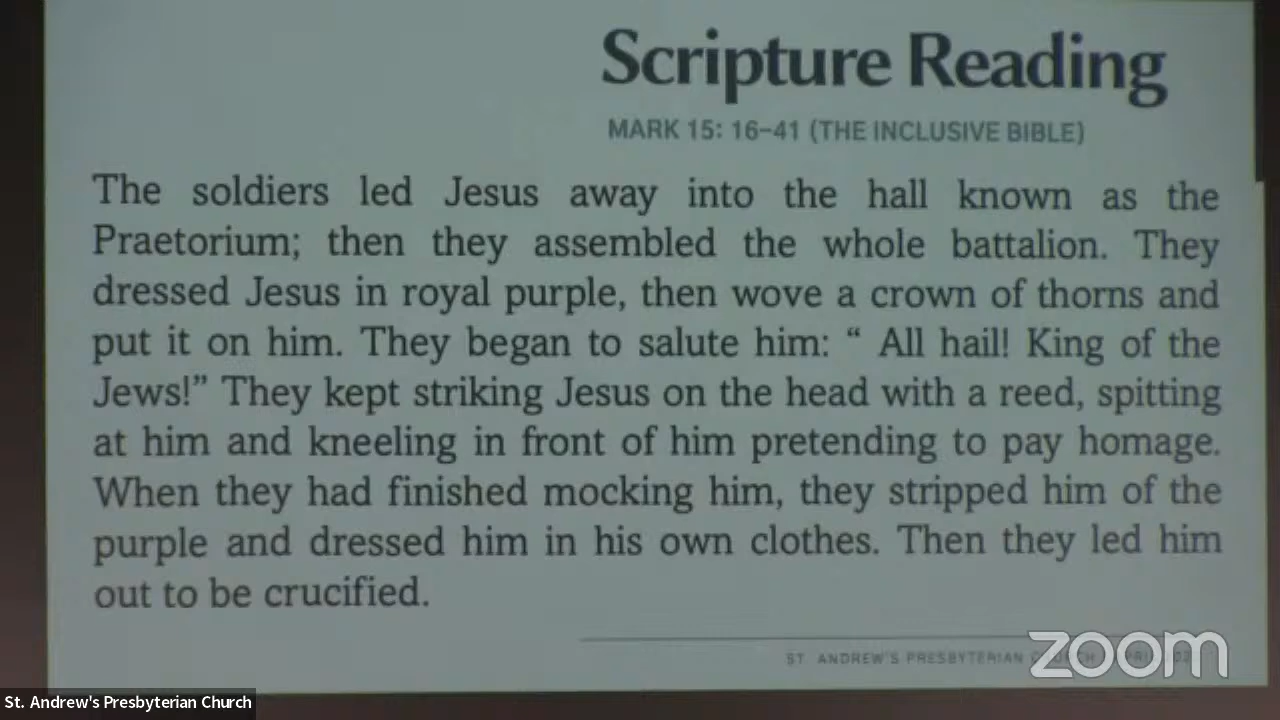 Scripture Reading
MARK 15: 16–41 (THE INCLUSIVE BIBLE)
The soldiers led Jesus away into the hall known as the
Praetorium; then they assembled the whole battalion. They
dressed Jesus in royal purple, then wove a crown of thorns and
put it on him. They began to salute him: “ All hail! King of the
Jews!” They kept striking Jesus on the head with a reed, spitting
at him and kneeling in front of him pretending to pay homage.
When they had finished mocking him, they stripped him of the
purple and dressed him in his own clothes. Then they led him
out to be crucified.
ST. ANDREW'S PRESBYTERIAN CHURCH
zoom
St. Andrew's Presbyterian Church